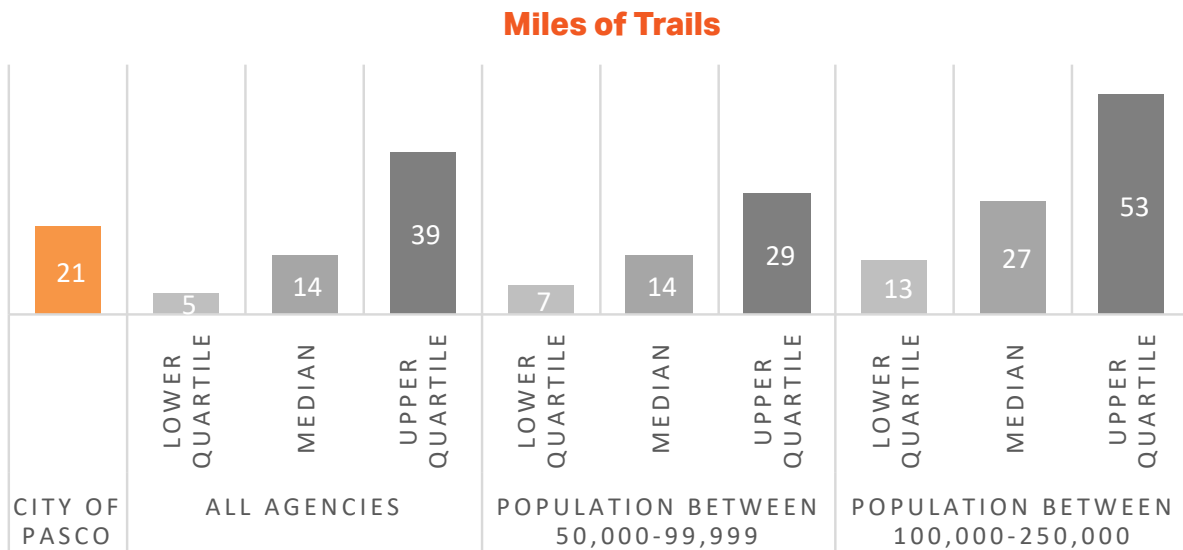 Miles of Trails
21
5
14
39
7
14
29
13
27
53
LOWER
QUARTILE
MEDIAN
UPPER
QUARTILE
LOWER
QUARTILE
MEDIAN
UPPER
QUARTILE
LOWER
QUARTILE
MEDIAN
UPPER
QUARTILE
CITY OF
PASCO
ALL AGENCIES
POPULATION BETWEEN
50,000-99,999
POPULATION BETWEEN
100,000-250,000